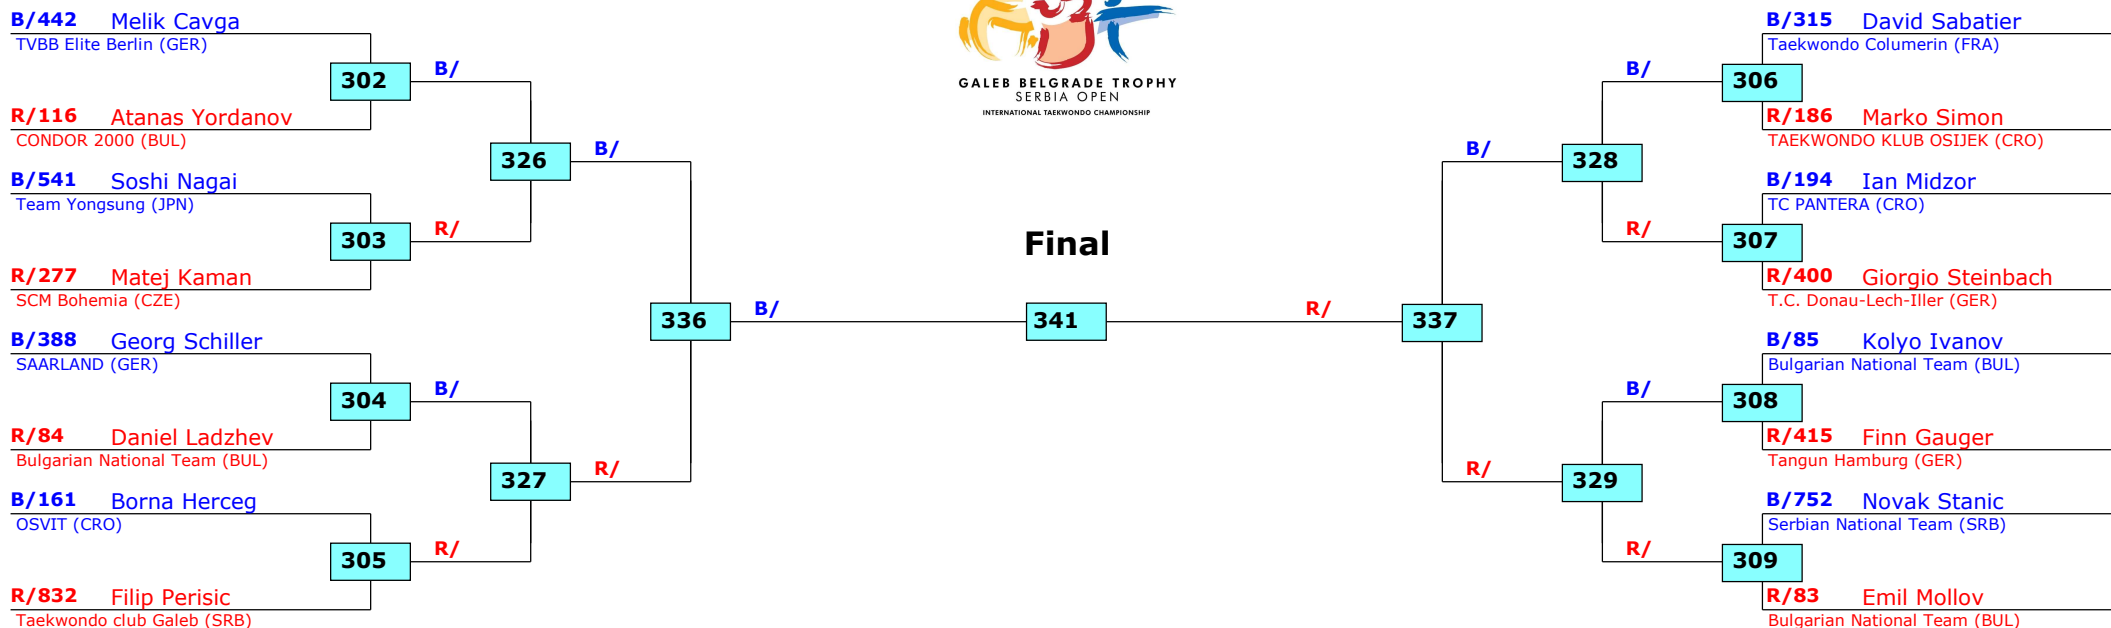 B/442 Melik Cavga
TVBB Elite Berlin (GER)
302
B/
R/116 Atanas Yordanov
CONDOR 2000 (BUL)
326
B/
B/541 Soshi Nagai
Team Yongsung (JPN)
303
R/
R/277 Matej Kaman
SCM Bohemia (CZE)
336
B/
B/388 Georg Schiller
SAARLAND (GER)
304
B/
R/84 Daniel Ladzhev
Bulgarian National Team (BUL)
327
R/
B/161 Borna Herceg
OSVIT (CRO)
305
R/
R/832 Filip Perisic
Taekwondo club Galeb (SRB)
GALEB BELGRADE TROPHY
SERBIA OPEN
INTERNATIONAL TAEKWONDO CHAMPIONSHIP
Final
341
B/315 David Sabatier
Taekwondo Columerin (FRA)
B/
306
R/186 Marko Simon
TAEKWONDO KLUB OSIJEK (CRO)
B/
328
B/194 Ian Midzor
TC PANTERA (CRO)
R/
307
R/400 Giorgio Steinbach
T.C. Donau-Lech-Iller (GER)
R/
337
B/85 Kolyo Ivanov
Bulgarian National Team (BUL)
B/
308
R/415 Finn Gauger
Tangun Hamburg (GER)
R/
329
B/752 Novak Stanic
Serbian National Team (SRB)
R/
309
R/83 Emil Mollov
Bulgarian National Team (BUL)